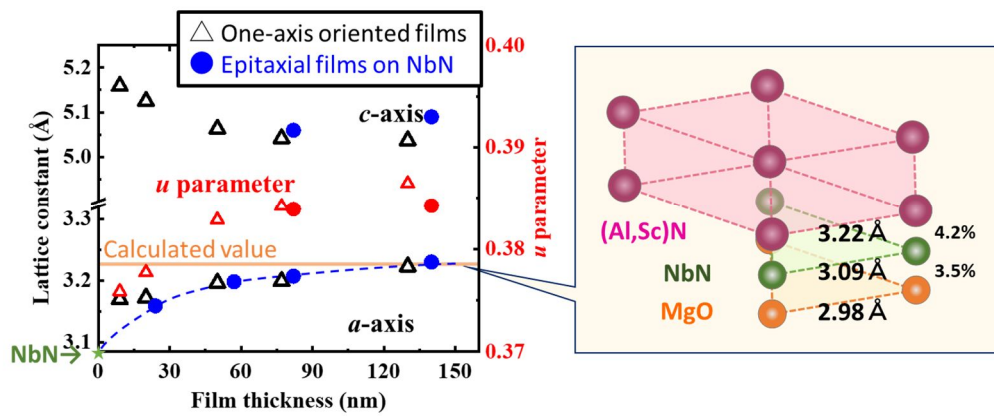 △ One-axis oriented films
● Epitaxial films on NbN
Lattice constant (Å)
5.2
5.1
5.0
3.3
3.2
3.1
c-axis
u parameter
Calculated value
a-axis
NbN→
0 30 60 90 120 150
Film thickness (nm)
0.40
0.39
0.38
0.37
u parameter
(Al,Sc)N
3.22 Å
4.2%
NbN
3.09 Å
3.5%
MgO
2.98 Å